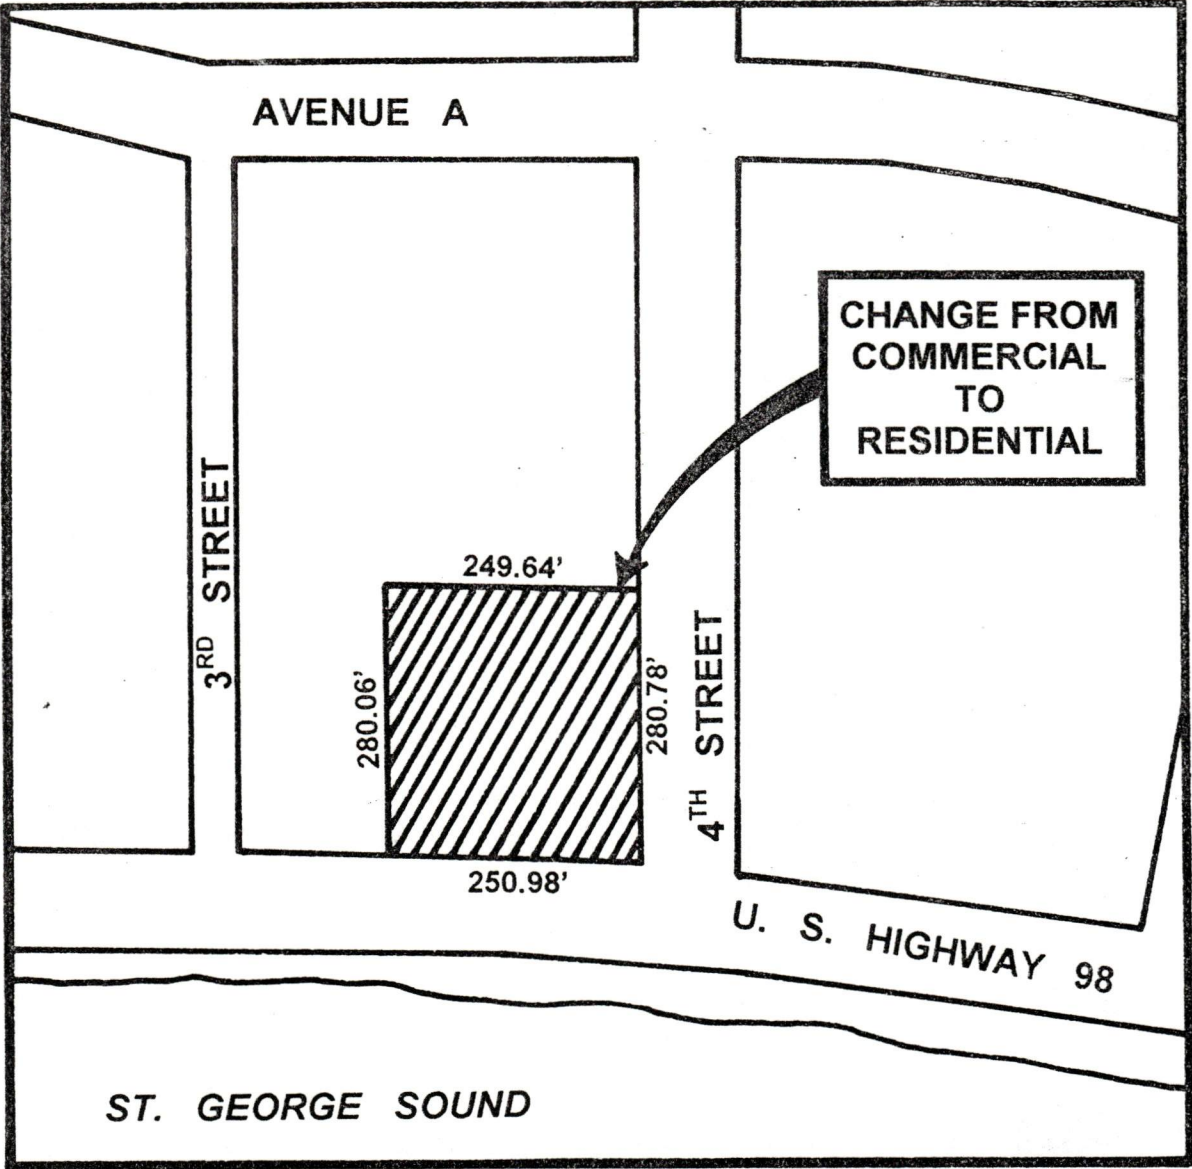 AVENUE A
CHANGE FROM
COMMERCIAL
TO
RESIDENTIAL
3RD STREET
249.64’
280.06’
280.78’
4TH STREET
250.98’
U. S. HIGHWAY 98
ST. GEORGE SOUND